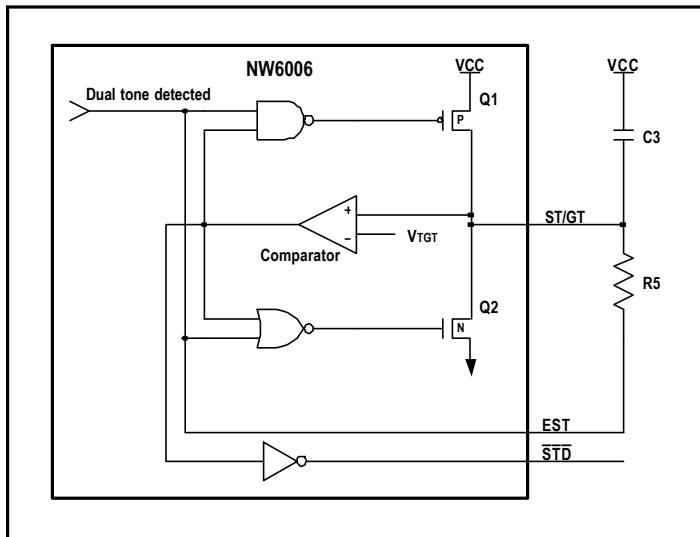 NW6006
VCC
VCC
Dual tone detected
Q1
P
C3
+
ST/GT
−
VTGT
Comparator
R5
Q2
N
EST
STD